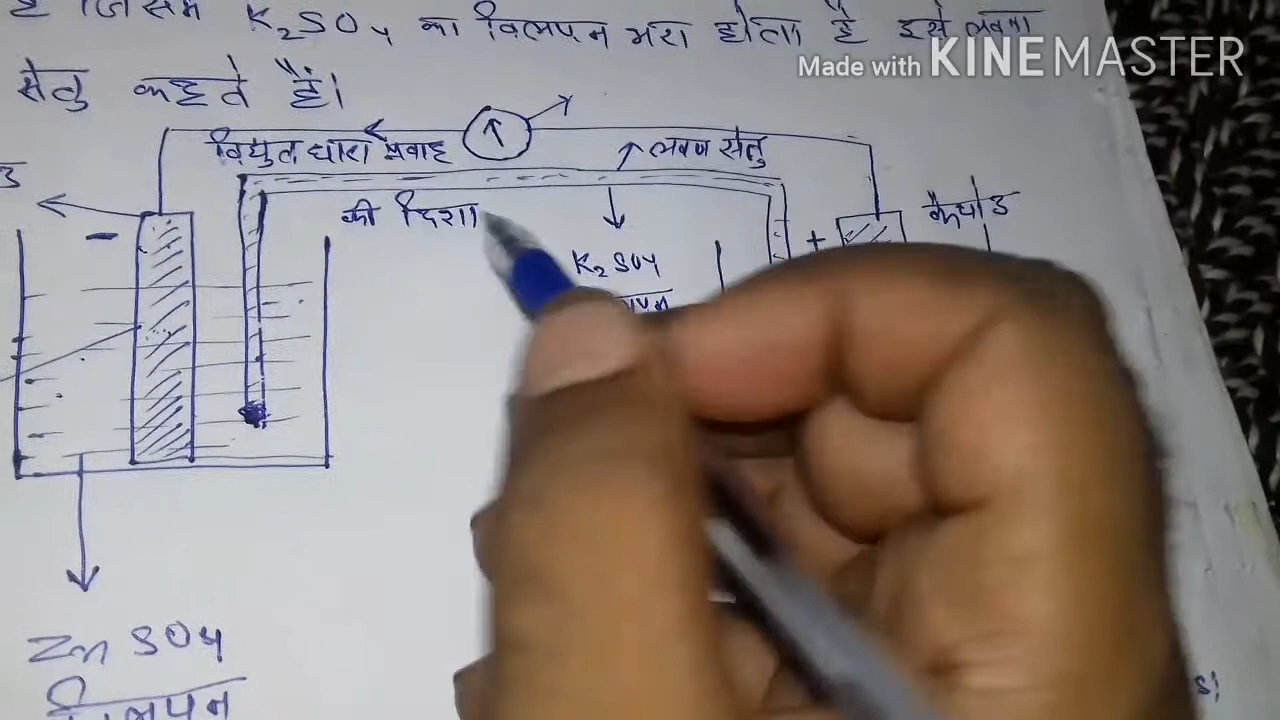 है जिसमें K₂SO₄ का विलयन भरा होता है इसे लवण
Made with KINEMASTER
सेतु कहते हैं।
विद्युत धारा प्रवाह
लवण सेतु
की दिशा
कैथोड
-
+
K₂SO₄
ZnSO₄
विलयन